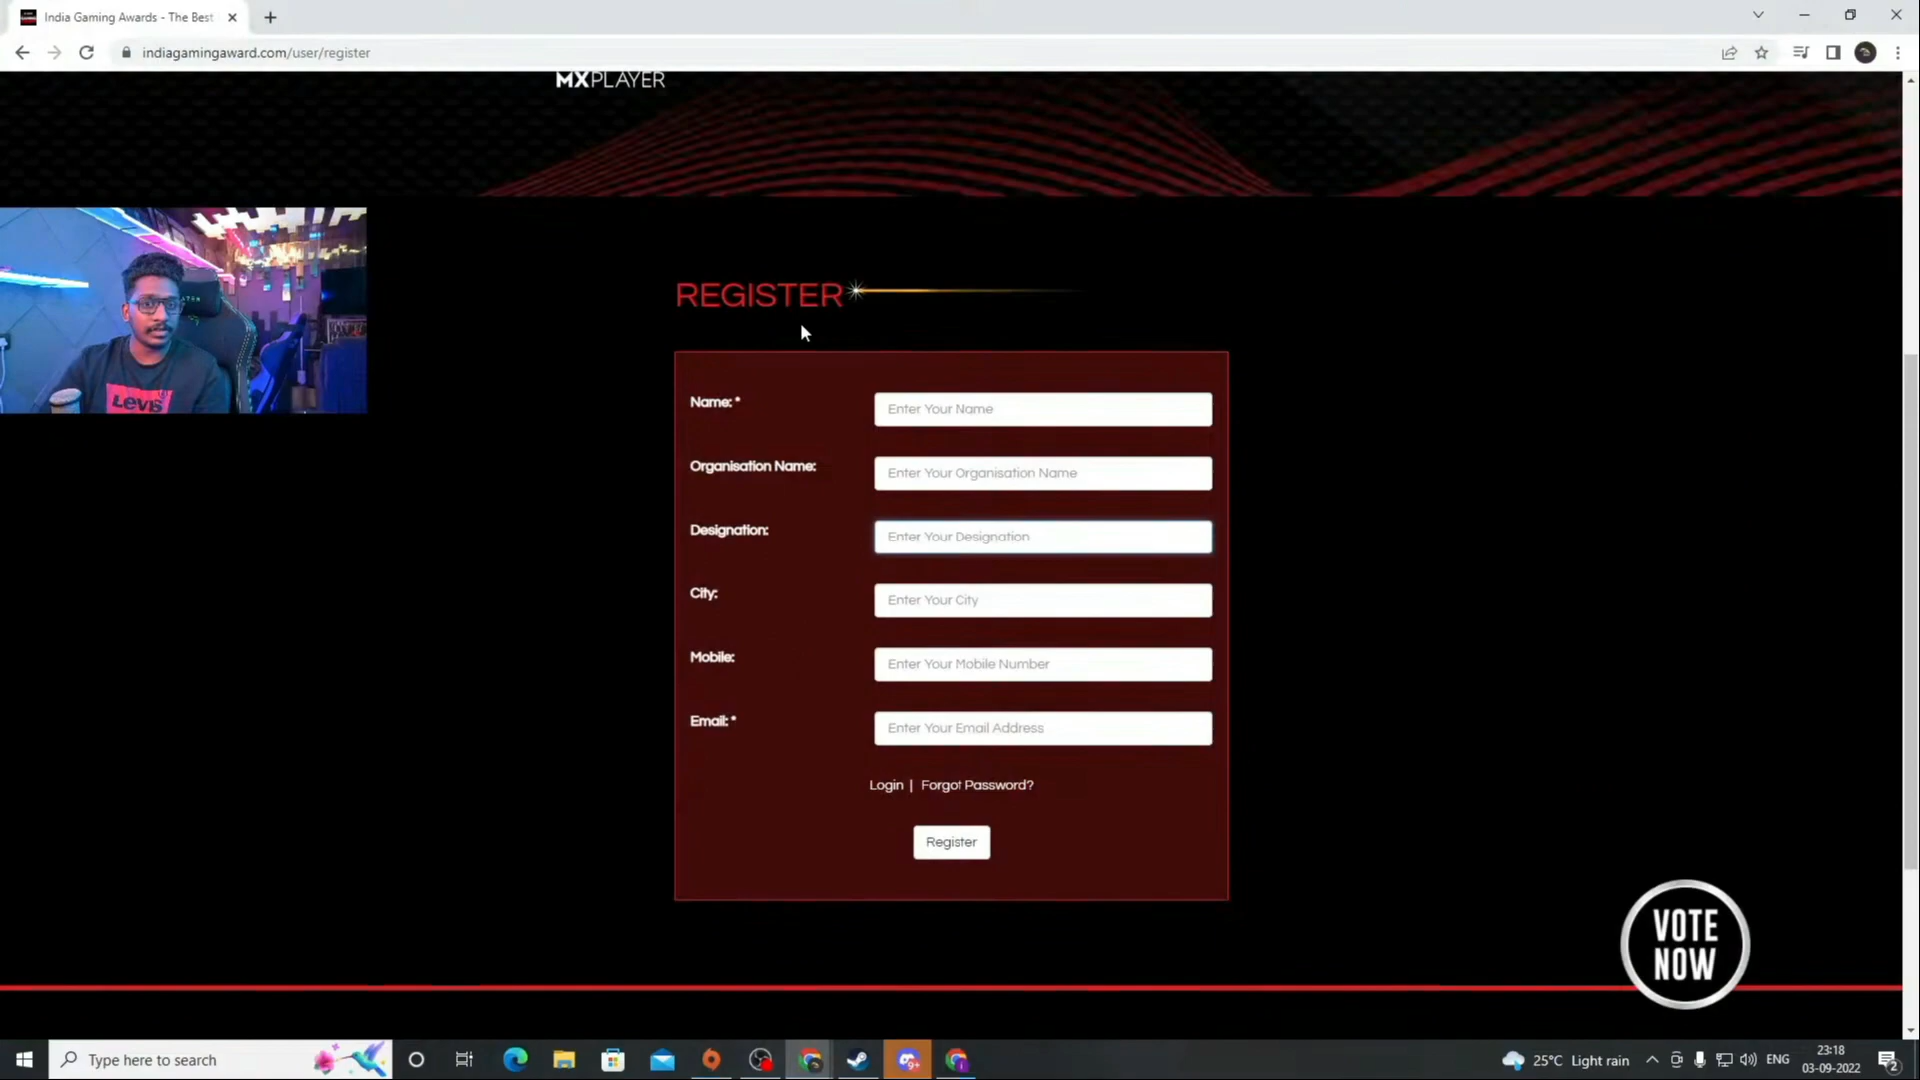 India Gaming Awards - The Best
indiagamingaward.com/user/register
MXPLAYER
REGISTER
Name: *
Enter Your Name
Organisation Name:
Enter Your Organisation Name
Designation:
Enter Your Designation
City:
Enter Your City
Mobile:
Enter Your Mobile Number
Email: *
Enter Your Email Address
Login | Forgot Password?
Register
Levi's
VOTE
NOW
Type here to search
25°C Light rain
ENG
23:18
03-09-2022
2